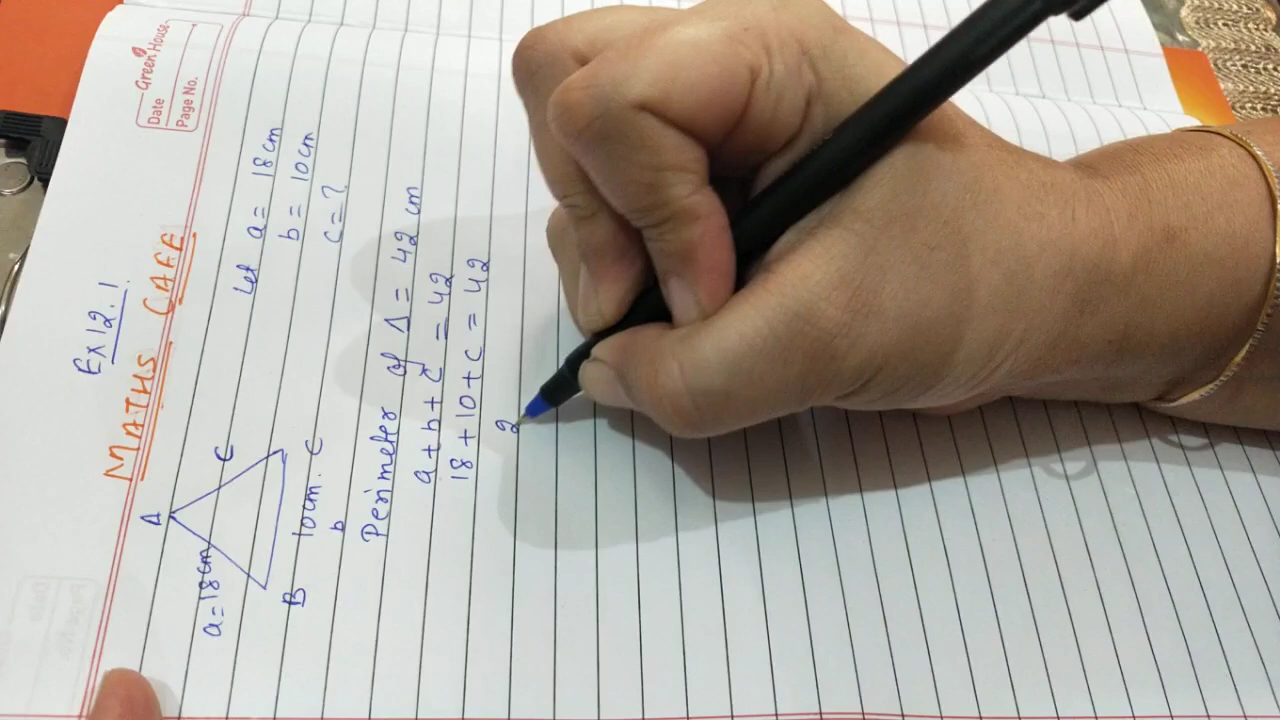 Green House
Date
Page No.
Ex 12.1
MATHS CAFE
A
a=18cm
C
Let a= 18cm
b= 10cm
c=?
B 10cm. C
b
Perimeter of Δ= 42 cm
a+b+c = 42
18+10+c = 42
2